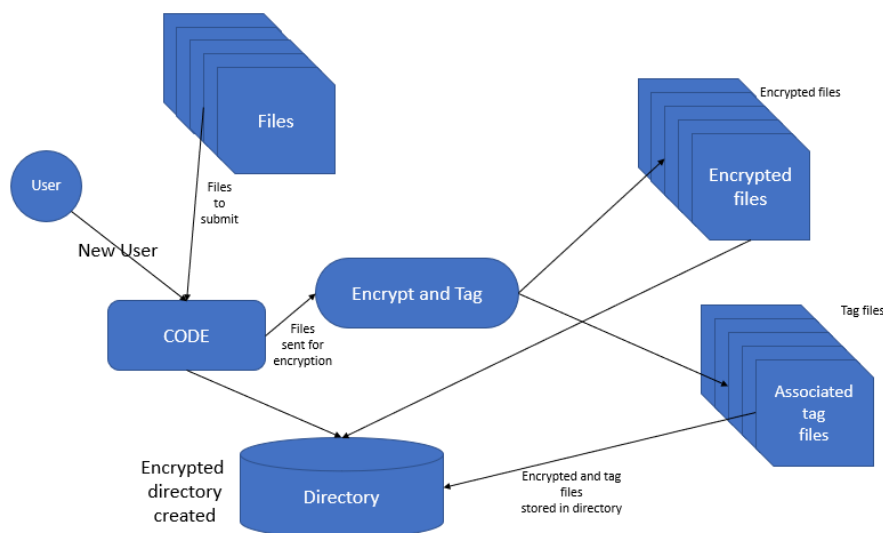 Files
Encrypted files
User
Files
to
submit
Encrypted
files
New User
Encrypt and Tag
CODE
Files
sent for
encryption
Tag files
Associated
tag
files
Encrypted
directory
created
Directory
Encrypted and tag
files
stored in directory